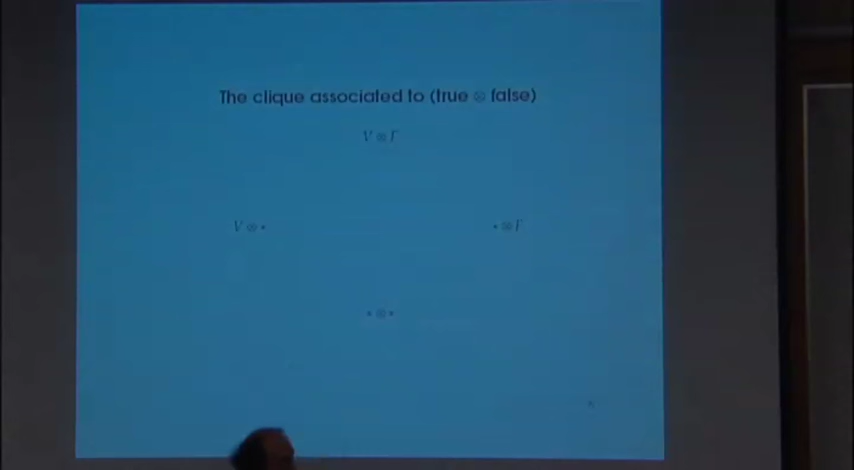 The clique associated to (true ⊗ false)
V ⊗ F
V ⊗ *
* ⊗ F
* ⊗ *